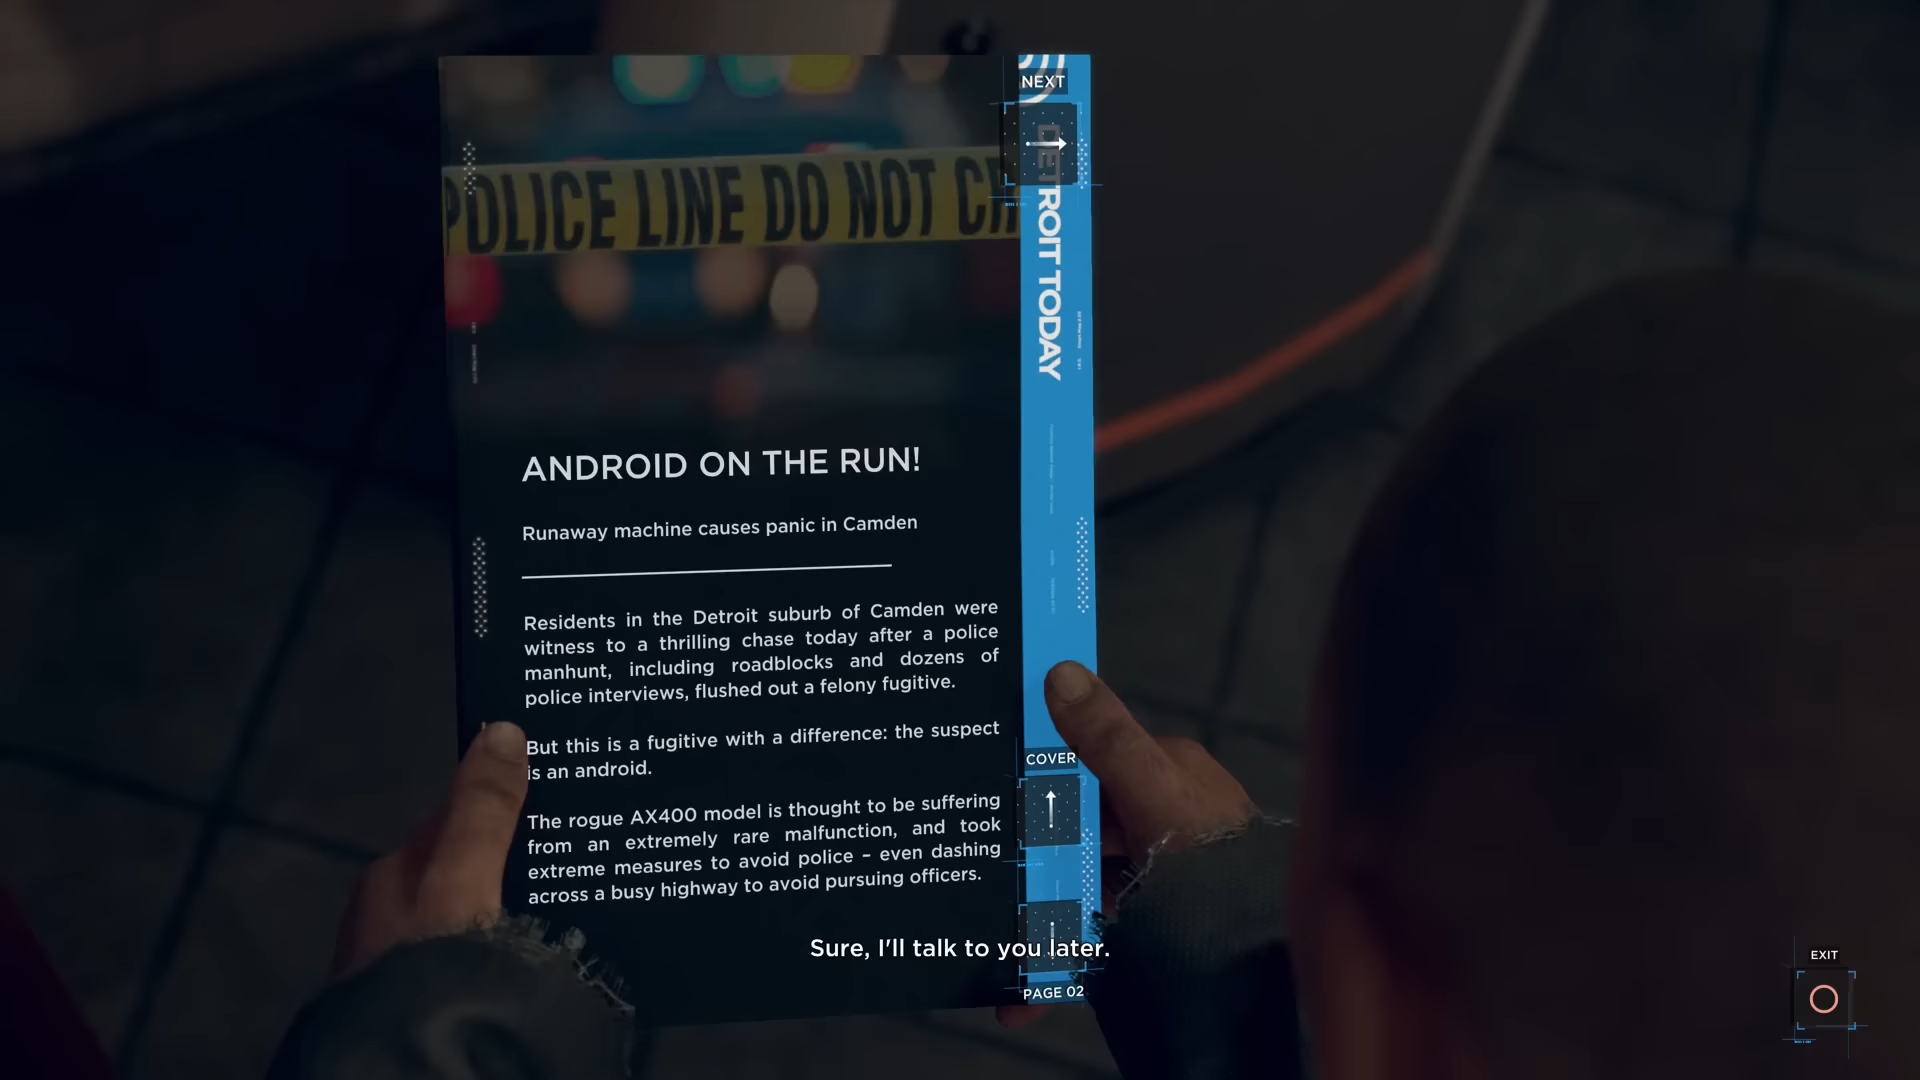 NEXT
POLICE LINE DO NOT CR
DETROIT TODAY
ANDROID ON THE RUN!
Runaway machine causes panic in Camden
Residents in the Detroit suburb of Camden were
witness to a thrilling chase today after a police
manhunt, including roadblocks and dozens of
police interviews, flushed out a felony fugitive.
But this is a fugitive with a difference: the suspect
is an android.
The rogue AX400 model is thought to be suffering
from an extremely rare malfunction, and took
extreme measures to avoid police – even dashing
across a busy highway to avoid pursuing officers.
COVER
Sure, I'll talk to you later.
PAGE 02
EXIT